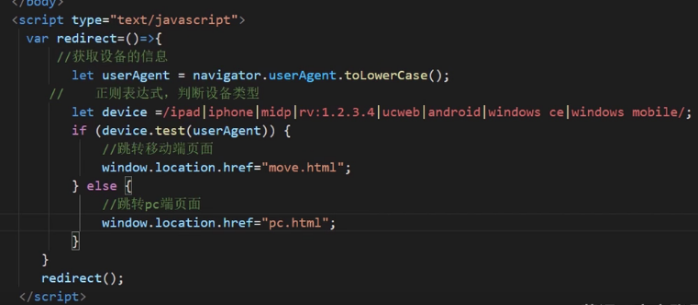 </body>
<script type="text/javascript">
var redirect=()=>{
//获取设备的信息
let userAgent = navigator.userAgent.toLowerCase();
// 正则表达式，判断设备类型
let device =/ipad|iphone|midp|rv:1.2.3.4|ucweb|android|windows ce|windows mobile/;
if (device.test(userAgent)) {
//跳转移动端页面
window.location.href="move.html";
} else {
//跳转pc端页面
window.location.href="pc.html";
}
}
redirect();
</script>